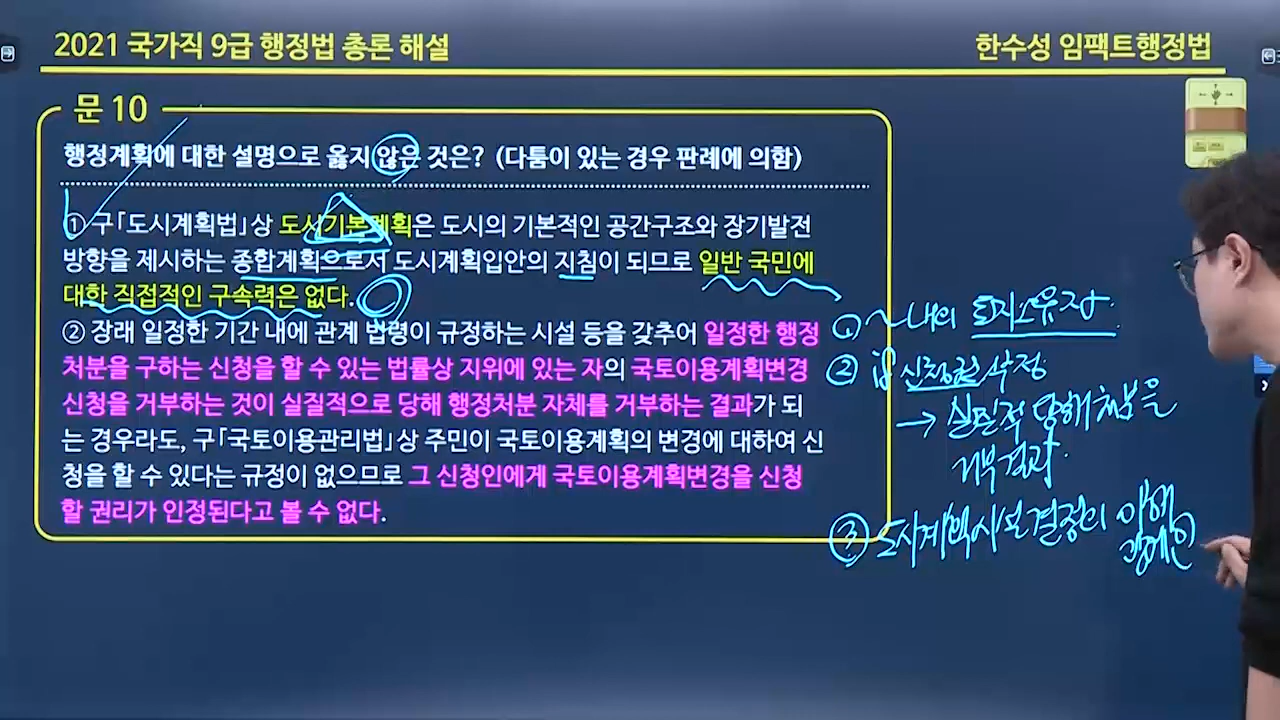 2021 국가직 9급 행정법 총론 해설
한수성 임팩트행정법
문 10
행정계획에 대한 설명으로 옳지 않은 것은? (다툼이 있는 경우 판례에 의함)
① 구「도시계획법」상 도시기본계획은 도시의 기본적인 공간구조와 장기발전
방향을 제시하는 종합계획으로서 도시계획입안의 지침이 되므로 일반 국민에
대한 직접적인 구속력은 없다.
② 장래 일정한 기간 내에 관계 법령이 규정하는 시설 등을 갖추어 일정한 행정
처분을 구하는 신청을 할 수 있는 법률상 지위에 있는 자의 국토이용계획변경
신청을 거부하는 것이 실질적으로 당해 행정처분 자체를 거부하는 결과가 되
는 경우라도, 구「국토이용관리법」상 주민이 국토이용계획의 변경에 대하여 신
청을 할 수 있다는 규정이 없으므로 그 신청인에게 국토이용계획변경을 신청
할 권리가 인정된다고 볼 수 없다.
① ~내의 토지소유자
② 신청권
→ 실질적 당해처분을
거부결과
③ 도시계획시설결정의 이해
관계인